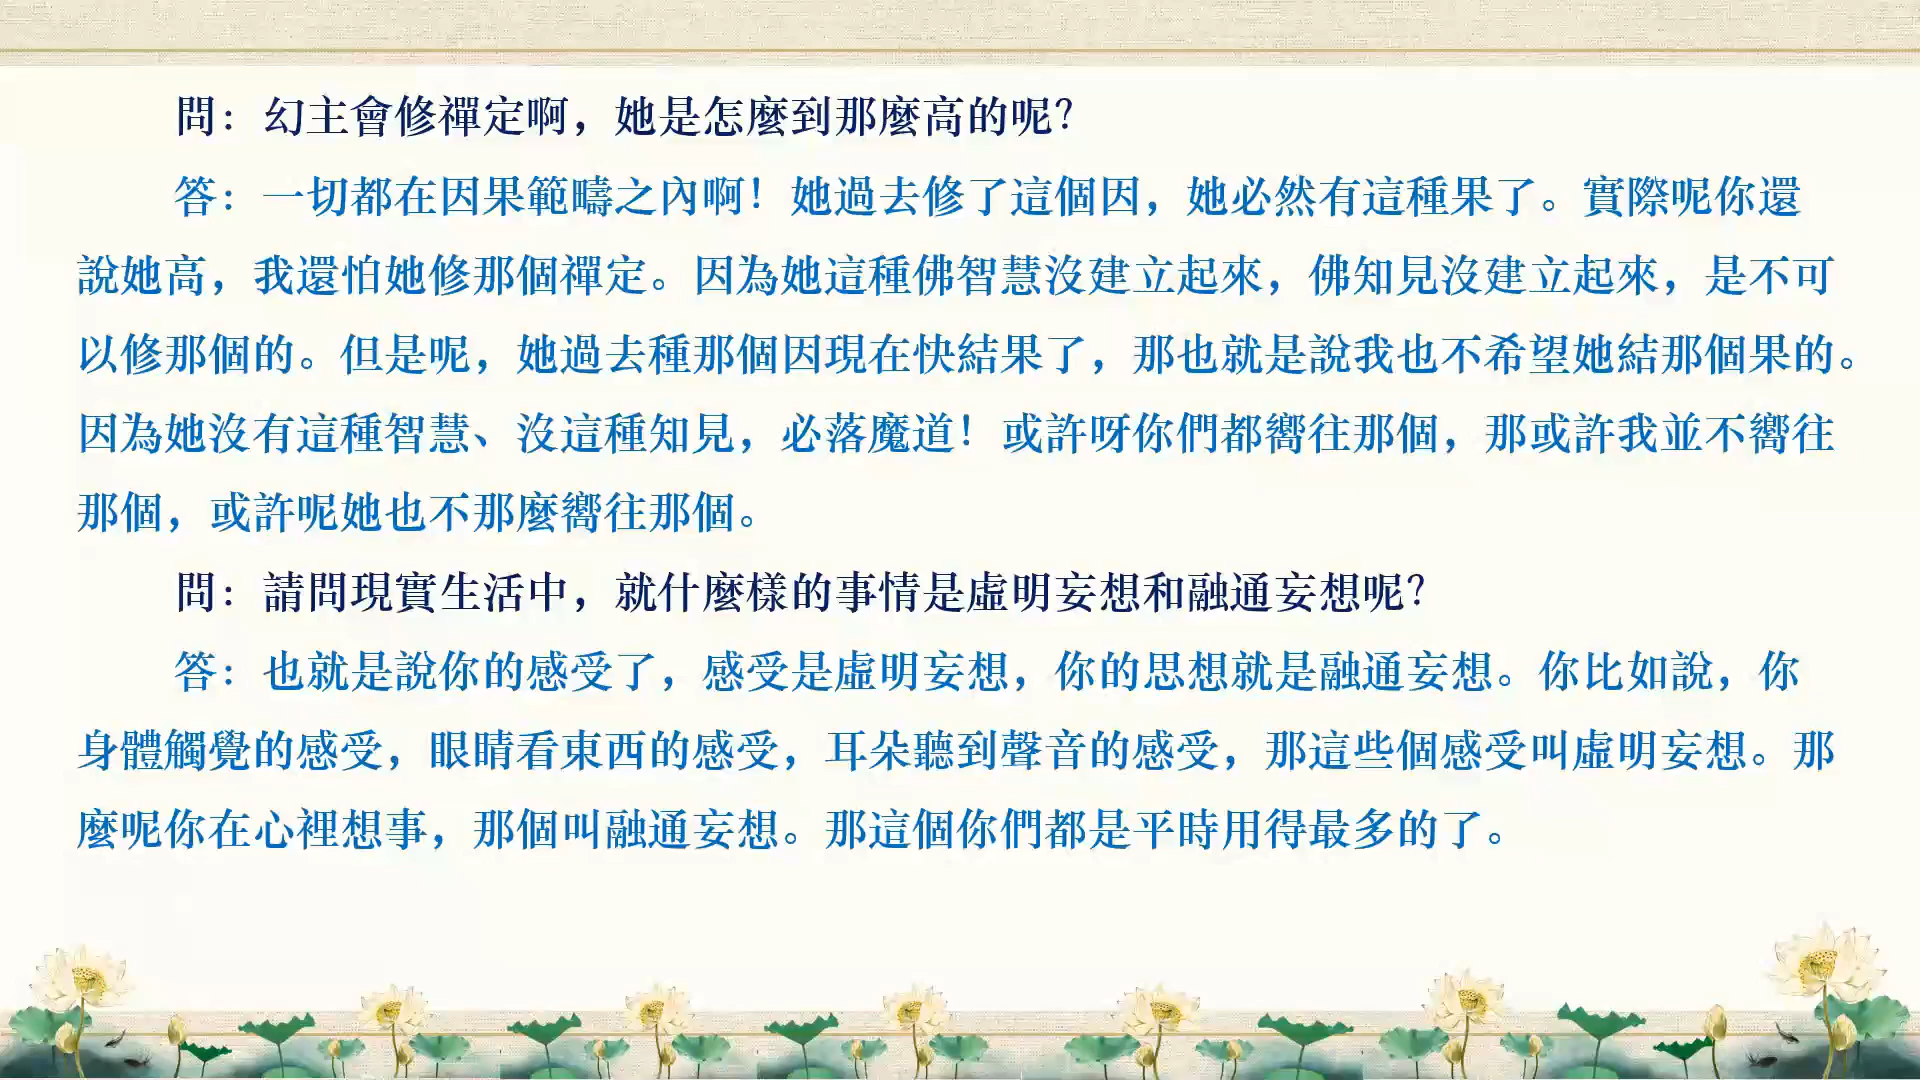 問：幻主會修禪定啊，她是怎麼到那麼高的呢？
答：一切都在因果範疇之內啊！她過去修了這個因，她必然有這種果了。實際呢你還
說她高，我還怕她修那個禪定。因為她這種佛智慧沒建立起來，佛知見沒建立起來，是不可
以修那個的。但是呢，她過去種那個因現在快結果了，那也就是說我也不希望她結那個果的。
因為她沒有這種智慧、沒這種知見，必落魔道！或許呀你們都嚮往那個，那或許我並不嚮往
那個，或許呢她也不那麼嚮往那個。
問：請問現實生活中，就什麼樣的事情是虛明妄想和融通妄想呢？
答：也就是說你的感受了，感受是虛明妄想，你的思想就是融通妄想。你比如說，你
身體觸覺的感受，眼睛看東西的感受，耳朵聽到聲音的感受，那這些個感受叫虛明妄想。那
麼呢你在心裡想事，那個叫融通妄想。那這個你們都是平時用得最多的了。